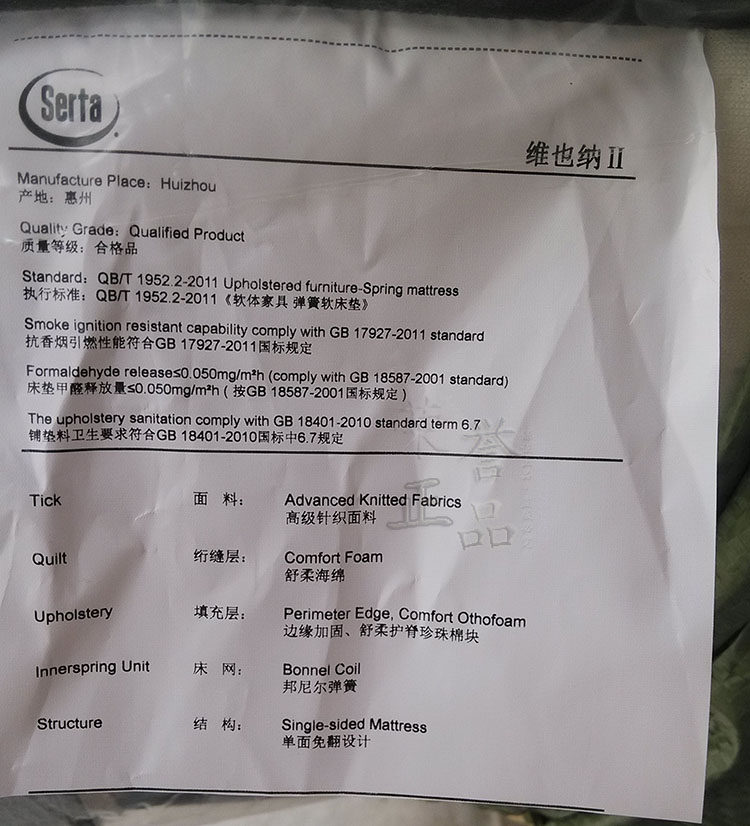 Serta
维也纳 II
Manufacture Place: Huizhou
产地: 惠州
Quality Grade: Qualified Product
质量等级: 合格品
Standard: QB/T 1952.2-2011 Upholstered furniture-Spring mattress
执行标准: QB/T 1952.2-2011《软体家具 弹簧软床垫》
Smoke ignition resistant capability comply with GB 17927-2011 standard
抗香烟引燃性能符合GB 17927-2011国标规定
Formaldehyde release≤0.050mg/m²h (comply with GB 18587-2001 standard)
床垫甲醛释放量≤0.050mg/m²h ( 按GB 18587-2001国标规定 )
The upholstery sanitation comply with GB 18401-2010 standard term 6.7
铺垫料卫生要求符合GB 18401-2010国标中6.7规定
荣誉
正品
Tick 面 料: Advanced Knitted Fabrics
高级针织面料
Quilt 绗缝层: Comfort Foam
舒柔海绵
Upholstery 填充层: Perimeter Edge, Comfort Othofoam
边缘加固、舒柔护脊珍珠棉块
Innerspring Unit 床 网: Bonnel Coil
邦尼尔弹簧
Structure 结 构: Single-sided Mattress
单面免翻设计